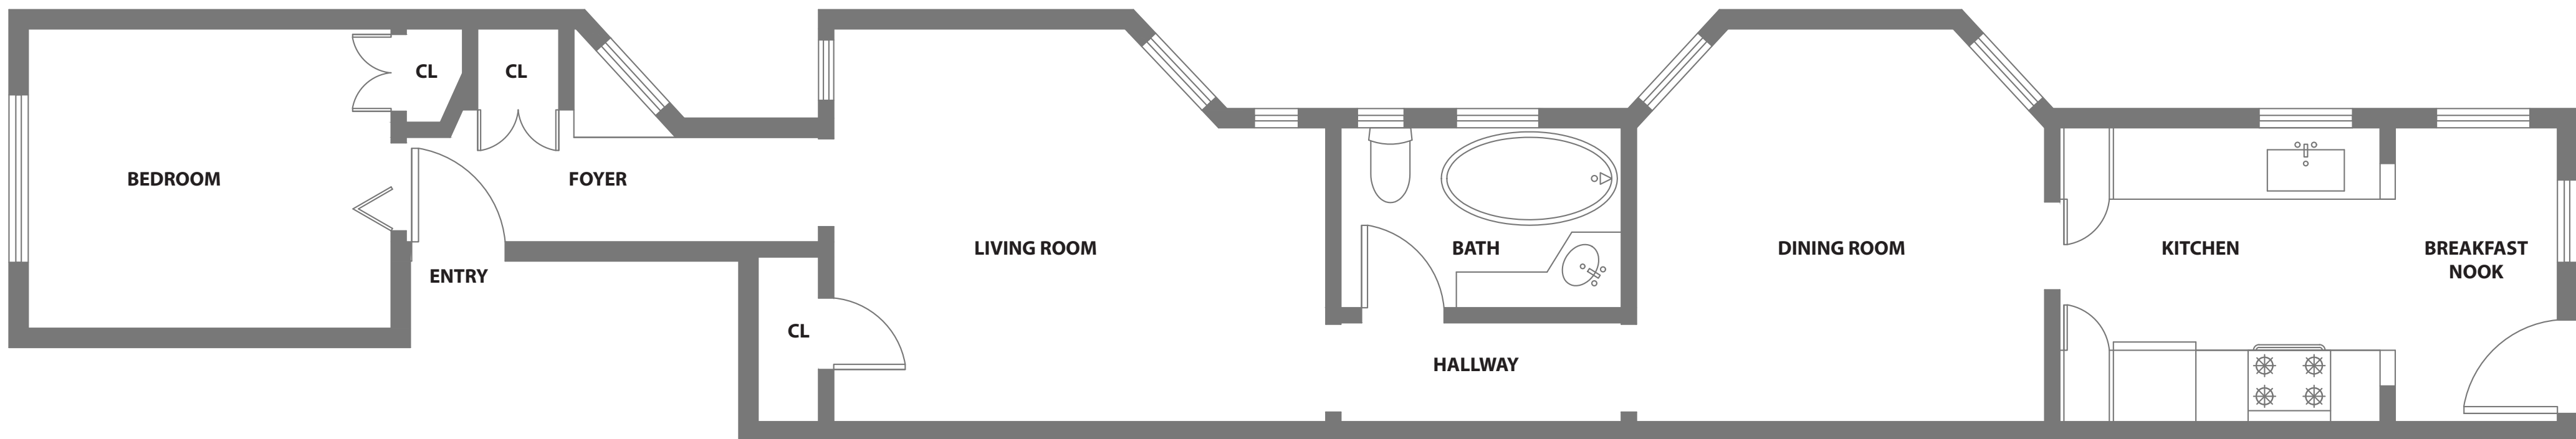 CL
CL
BEDROOM
FOYER
ENTRY
CL
LIVING ROOM
BATH
HALLWAY
DINING ROOM
KITCHEN
BREAKFAST
NOOK